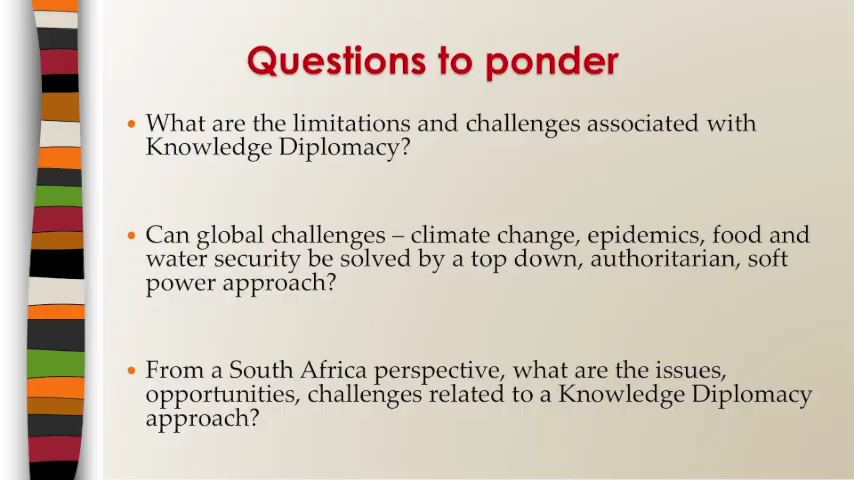 Questions to ponder
• What are the limitations and challenges associated with
Knowledge Diplomacy?
• Can global challenges – climate change, epidemics, food and
water security be solved by a top down, authoritarian, soft
power approach?
• From a South Africa perspective, what are the issues,
opportunities, challenges related to a Knowledge Diplomacy
approach?